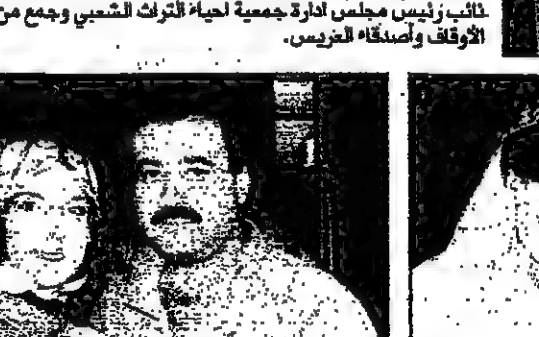 نائب رئيس مجلس ادارة جمعية احياء التراث الشعبي وجمع من
الأوقاف وأصدقاء العريس.